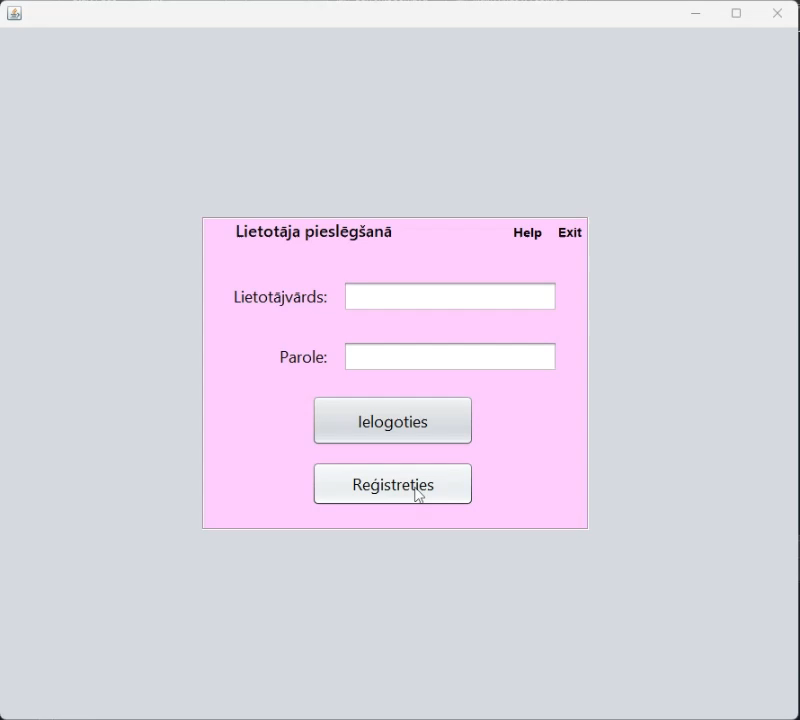 Lietotāja pieslēgšanā Help Exit
Lietotājvārds:
Parole:
Ielogoties
Reģistreties